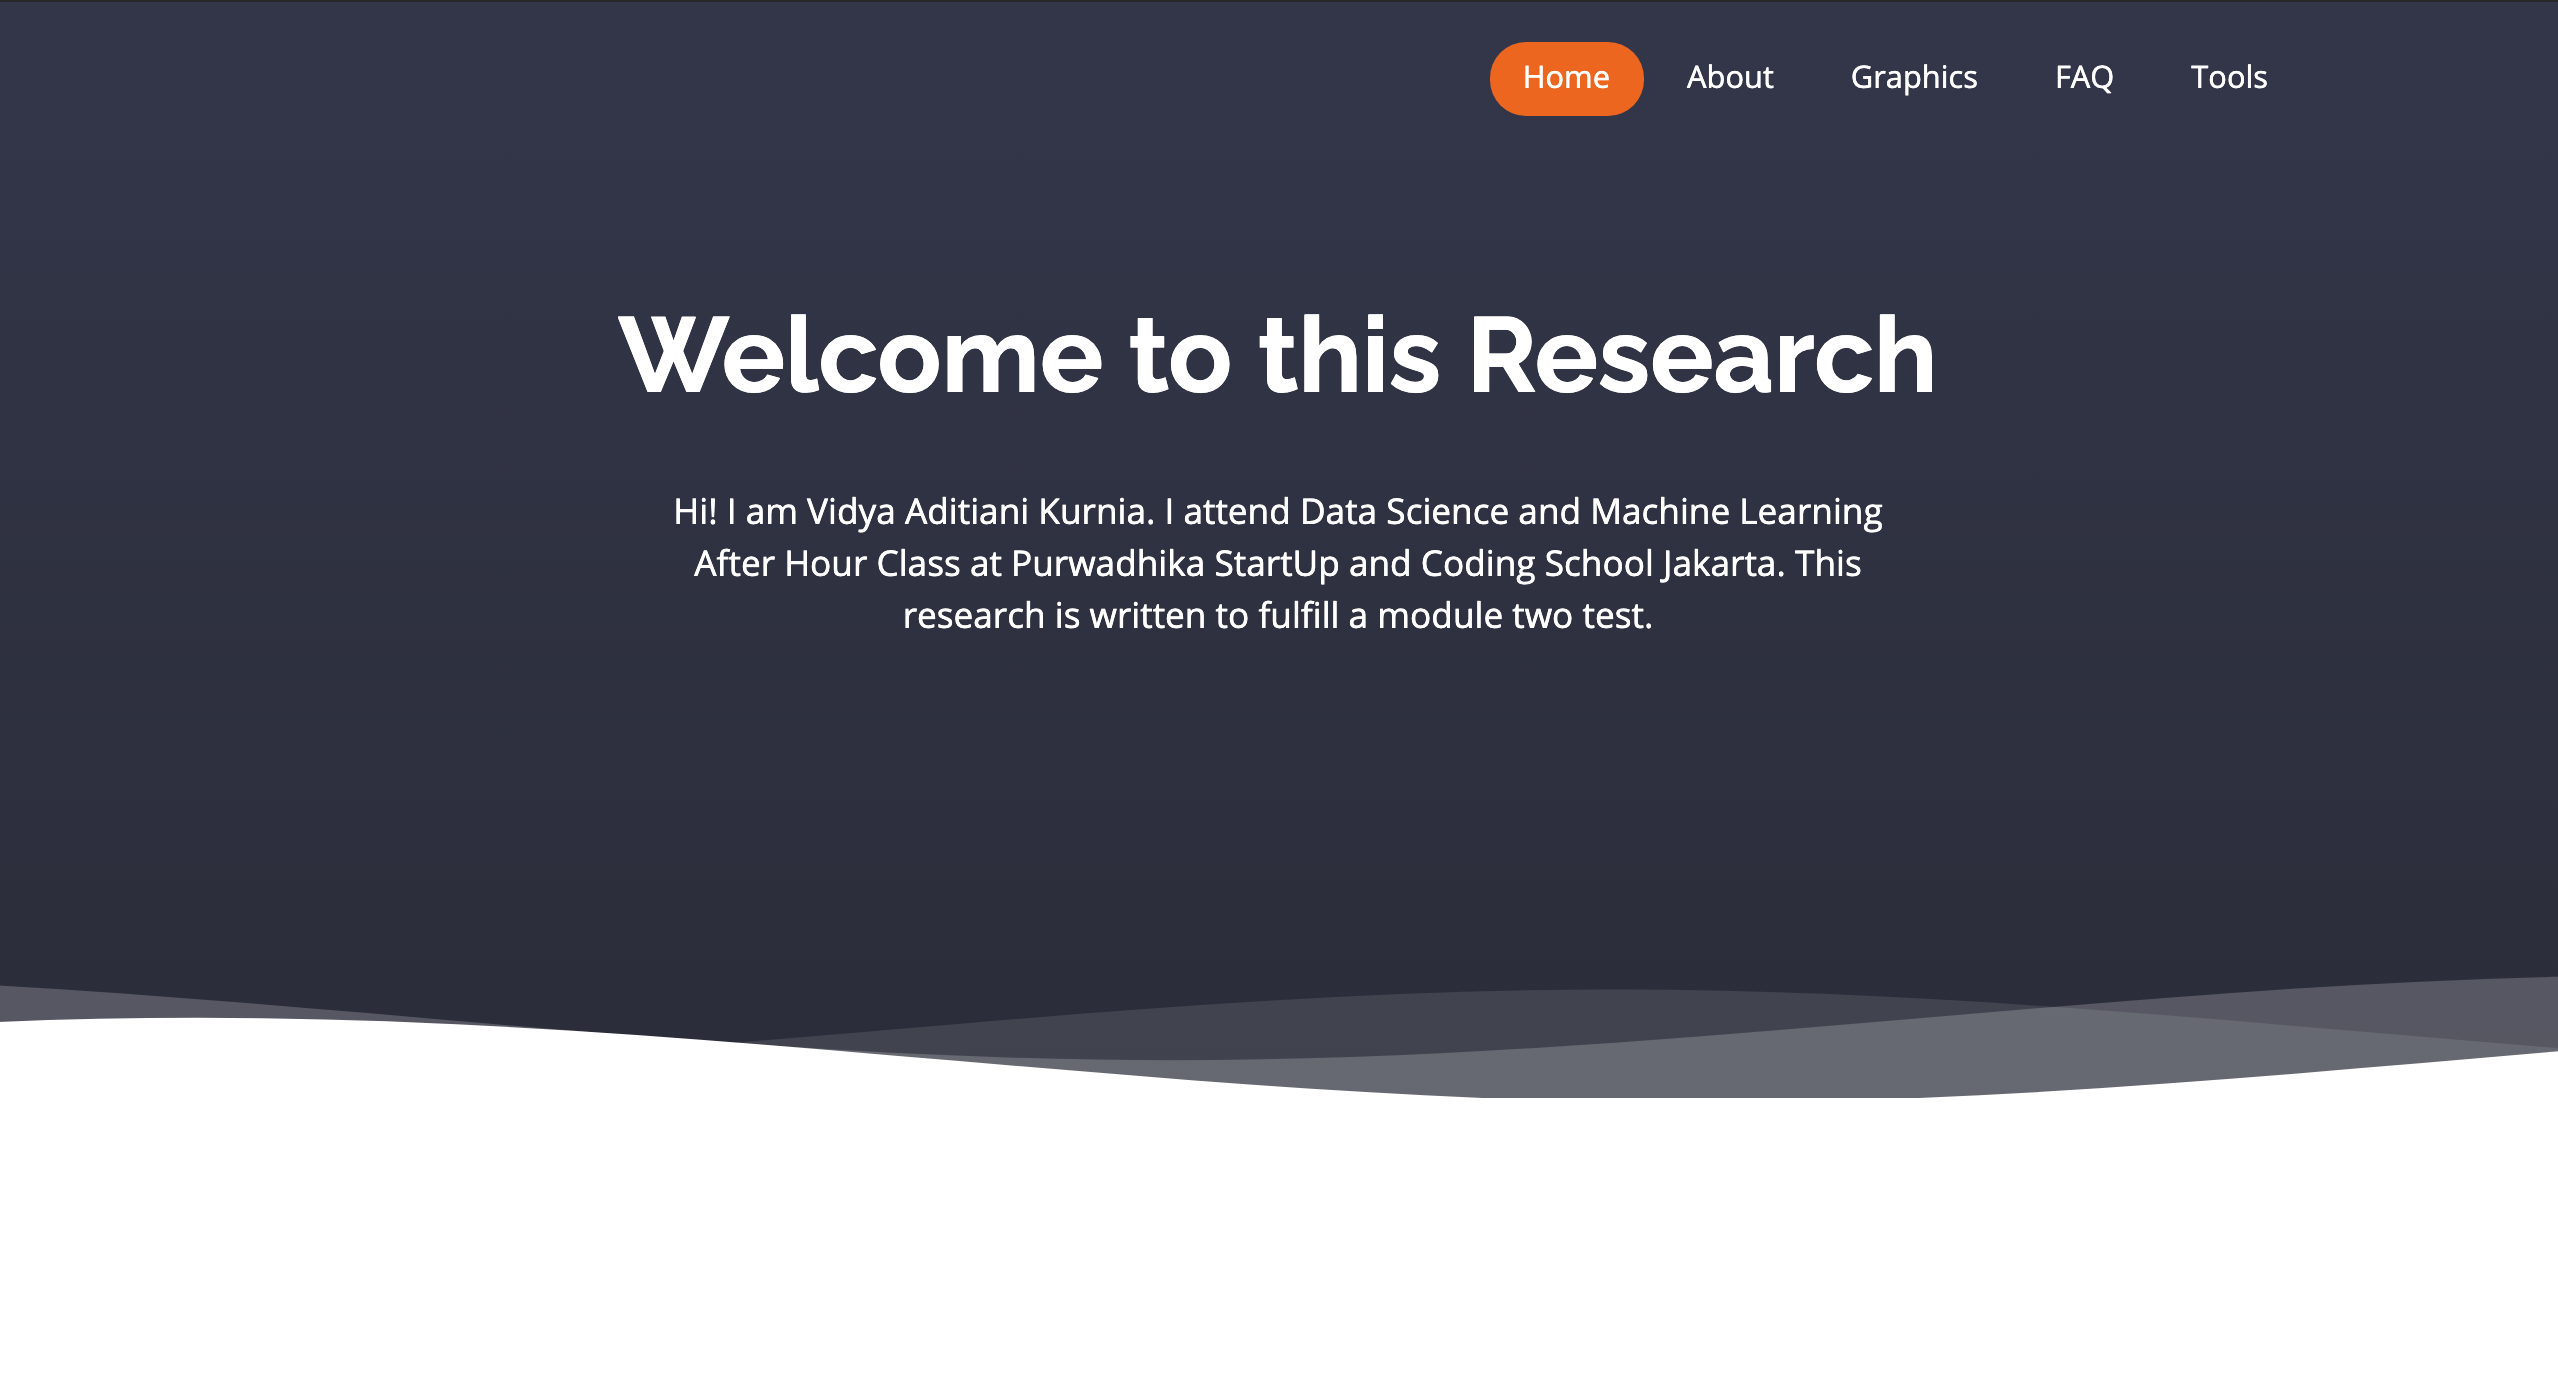 Home About Graphics FAQ Tools
Welcome to this Research
Hi! I am Vidya Aditiani Kurnia. I attend Data Science and Machine Learning
After Hour Class at Purwadhika StartUp and Coding School Jakarta. This
research is written to fulfill a module two test.